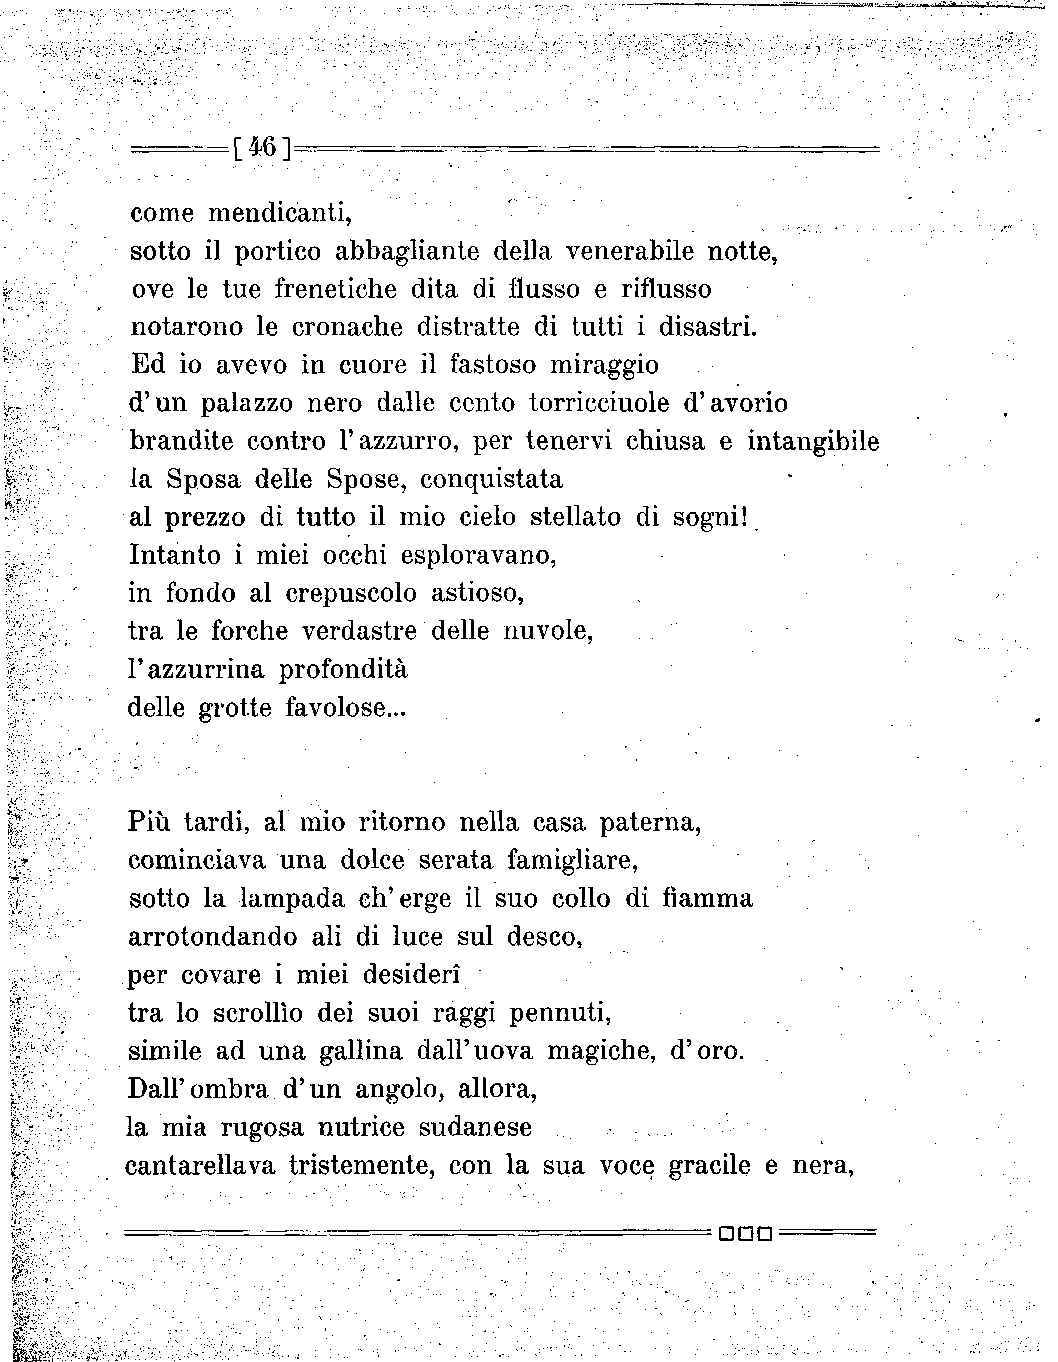 [ 46 ]
come mendicanti,
sotto il portico abbagliante della venerabile notte,
ove le tue frenetiche dita di flusso e riflusso
notarono le cronache distratte di tutti i disastri.
Ed io avevo in cuore il fastoso miraggio
d'un palazzo nero dalle cento torricciuole d'avorio
brandite contro l'azzurro, per tenervi chiusa e intangibile
la Sposa delle Spose, conquistata
al prezzo di tutto il mio cielo stellato di sogni!
Intanto i miei occhi esploravano,
in fondo al crepuscolo astioso,
tra le forche verdastre delle nuvole,
l'azzurrina profondità
delle grotte favolose...
Più tardi, al mio ritorno nella casa paterna,
cominciava una dolce serata famigliare,
sotto la lampada ch'erge il suo collo di fiamma
arrotondando ali di luce sul desco,
per covare i miei desiderî
tra lo scrollìo dei suoi raggi pennuti,
simile ad una gallina dall'uova magiche, d'oro.
Dall'ombra d'un angolo, allora,
la mia rugosa nutrice sudanese
cantarellava tristemente, con la sua voce gracile e nera,